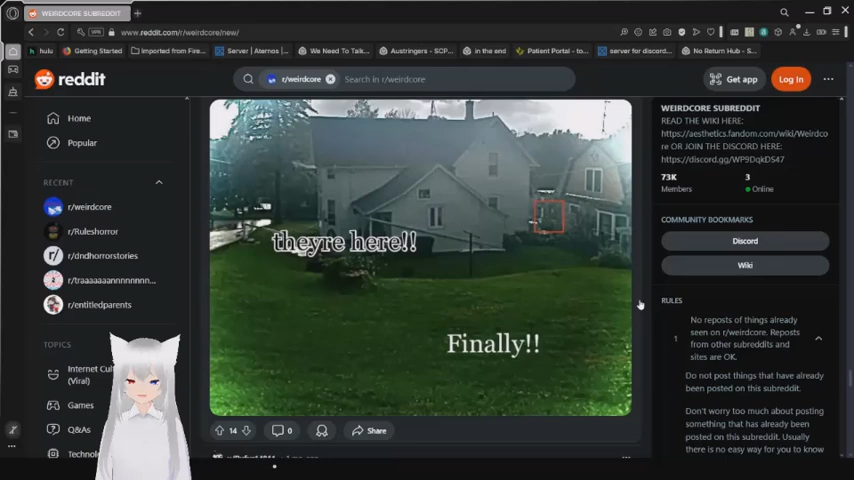 WEIRDCORE SUBREDDIT
www.reddit.com/r/weirdcore/new/
VPN
hulu
Getting Started
Imported from Fire...
Server | Aternos |
We Need To Talk...
Austringers - SCP...
in the end
Patient Portal - to...
server for discord...
No Return Hub - S...
reddit
r/weirdcore
Search in r/weirdcore
Get app
Log In
Home
Popular
RECENT
r/weirdcore
r/Ruleshorror
r/dndhorrorstories
r/traaaaaaannnnnnn...
r/entitledparents
TOPICS
Internet Cul
(Viral)
Games
Q&As
Technol
theyre here!!
Finally!!
14
0
Share
WEIRDCORE SUBREDDIT
READ THE WIKI HERE:
https://aesthetics.fandom.com/wiki/Weirdco
re OR JOIN THE DISCORD HERE:
https://discord.gg/WP9DqkDS47
73K
Members
3
Online
COMMUNITY BOOKMARKS
Discord
Wiki
RULES
1
No reposts of things already
seen on r/weirdcore. Reposts
from other subreddits and
sites are OK.
Do not post things that have already
been posted on this subreddit.
Don't worry too much about posting
something that has already been
posted on this subreddit. Usually
there is no easy way for you to know